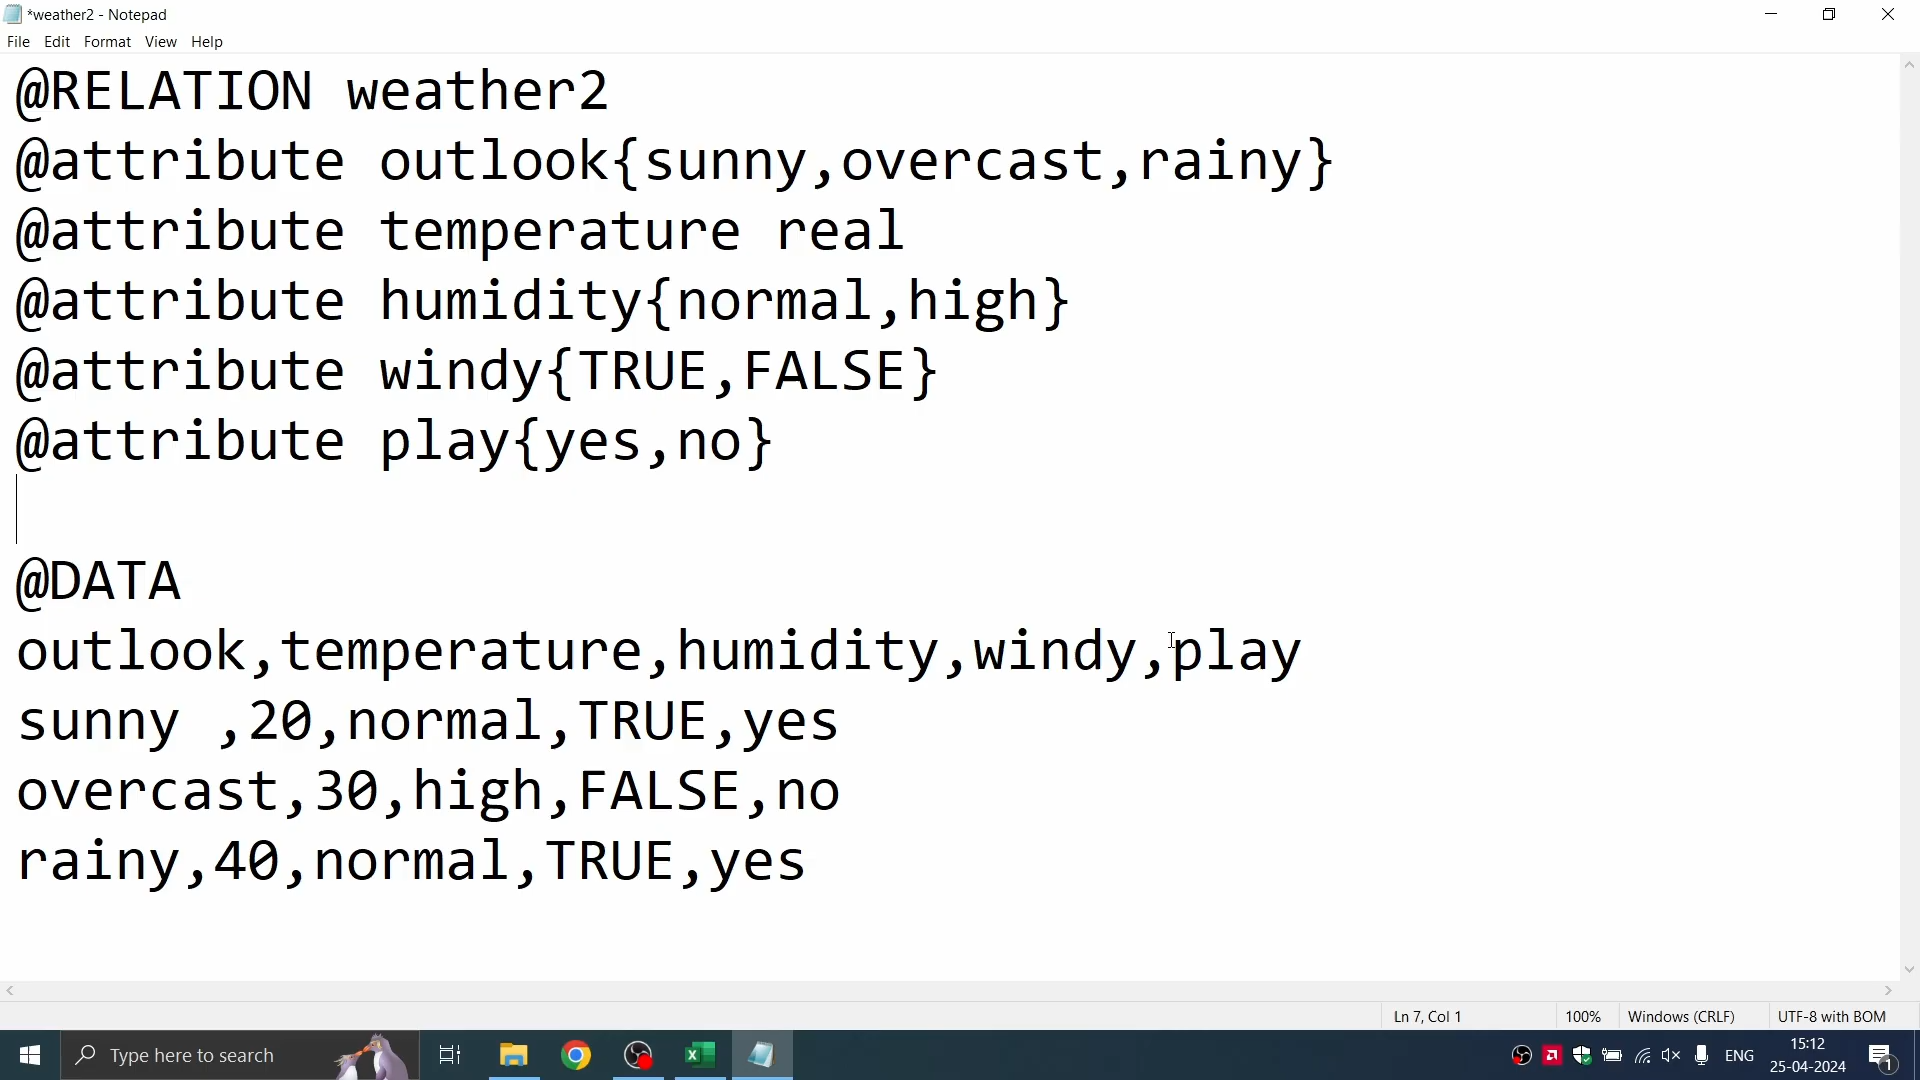 *weather2 - Notepad
File Edit Format View Help
@RELATION weather2
@attribute outlook{sunny,overcast,rainy}
@attribute temperature real
@attribute humidity{normal,high}
@attribute windy{TRUE,FALSE}
@attribute play{yes,no}
@DATA
outlook,temperature,humidity,windy,play
sunny ,20,normal,TRUE,yes
overcast,30,high,FALSE,no
rainy,40,normal,TRUE,yes
Ln 7, Col 1 100% Windows (CRLF) UTF-8 with BOM
Type here to search ENG 15:12
25-04-2024 1